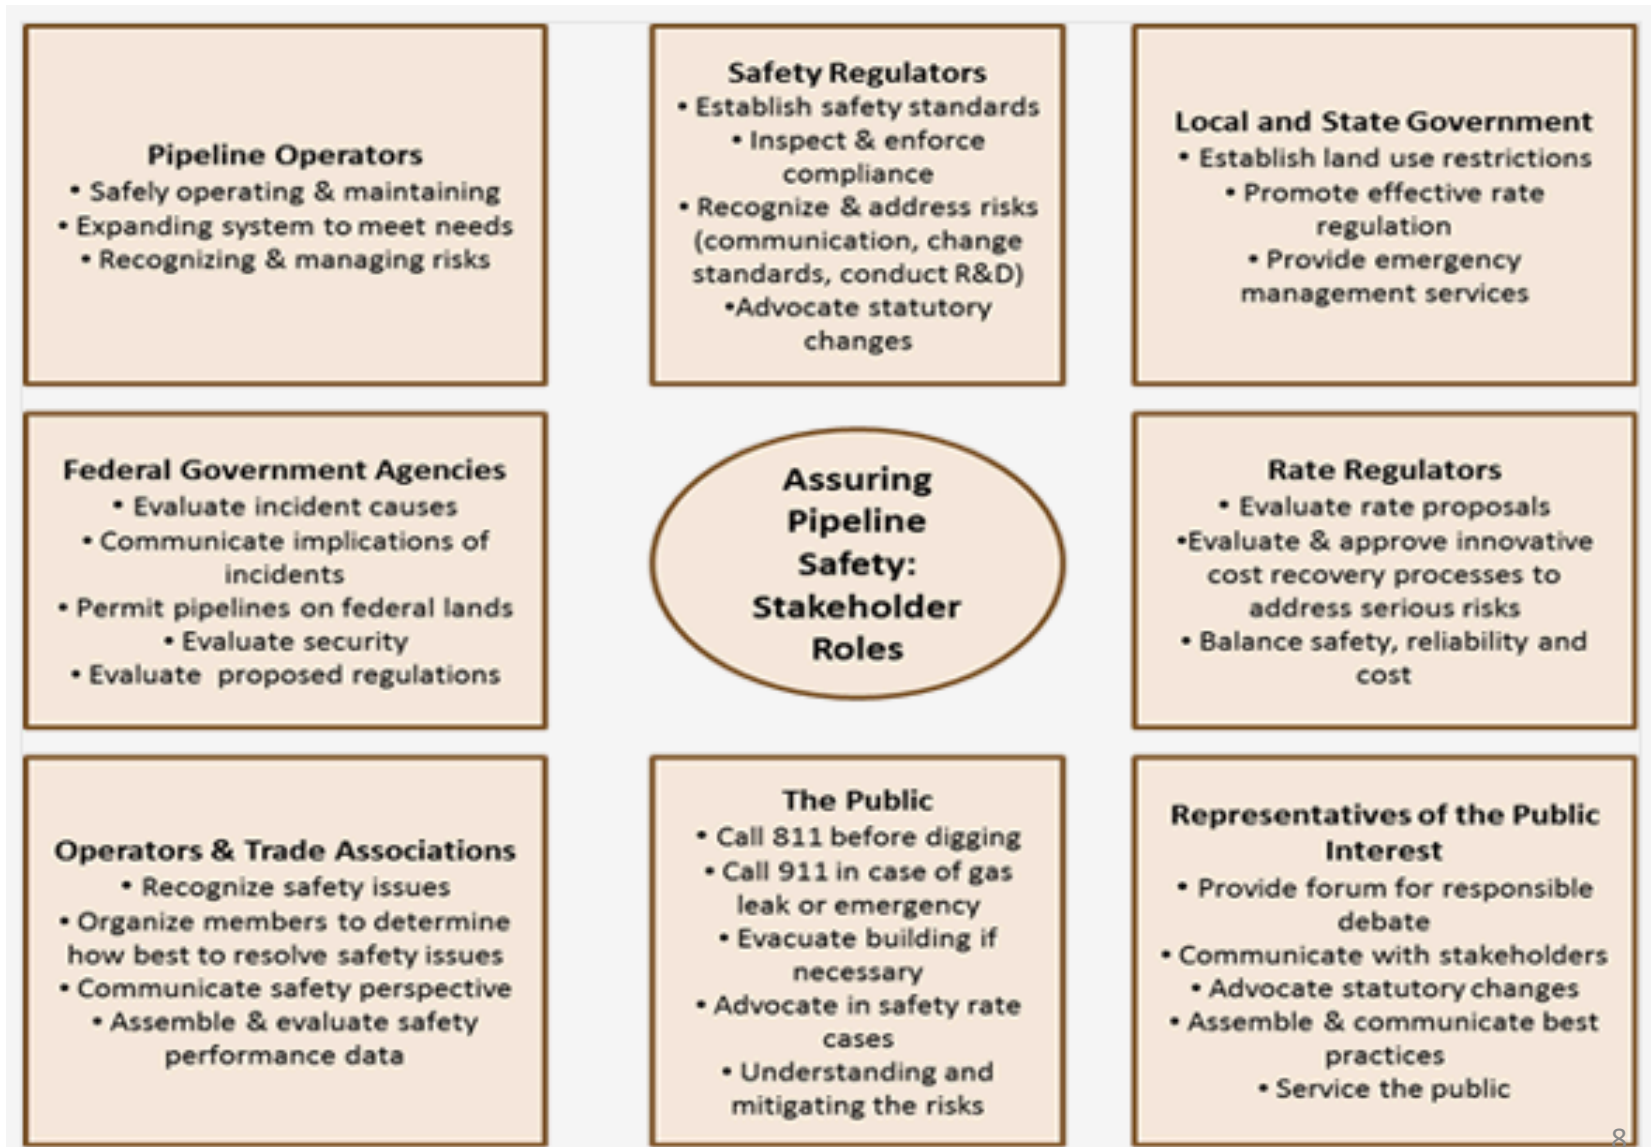 Pipeline Operators
• Safely operating & maintaining
• Expanding system to meet needs
• Recognizing & managing risks
Safety Regulators
• Establish safety standards
• Inspect & enforce
compliance
• Recognize & address risks
(communication, change
standards, conduct R&D)
•Advocate statutory
changes
Local and State Government
• Establish land use restrictions
• Promote effective rate
regulation
• Provide emergency
management services
Federal Government Agencies
• Evaluate incident causes
• Communicate implications of
incidents
• Permit pipelines on federal lands
• Evaluate security
• Evaluate  proposed regulations
Assuring
Pipeline
Safety:
Stakeholder
Roles
Rate Regulators
• Evaluate rate proposals
•Evaluate & approve innovative
cost recovery processes to
address serious risks
• Balance safety, reliability and
cost
Operators & Trade Associations
• Recognize safety issues
• Organize members to determine
how best to resolve safety issues
• Communicate safety perspective
• Assemble & evaluate safety
performance data
The Public
• Call 811 before digging
• Call 911 in case of gas
leak or emergency
• Evacuate building if
necessary
• Advocate in safety rate
cases
• Understanding and
mitigating the risks
Representatives of the Public
Interest
• Provide forum for responsible
debate
• Communicate with stakeholders
• Advocate statutory changes
• Assemble & communicate best
practices
• Service the public
8